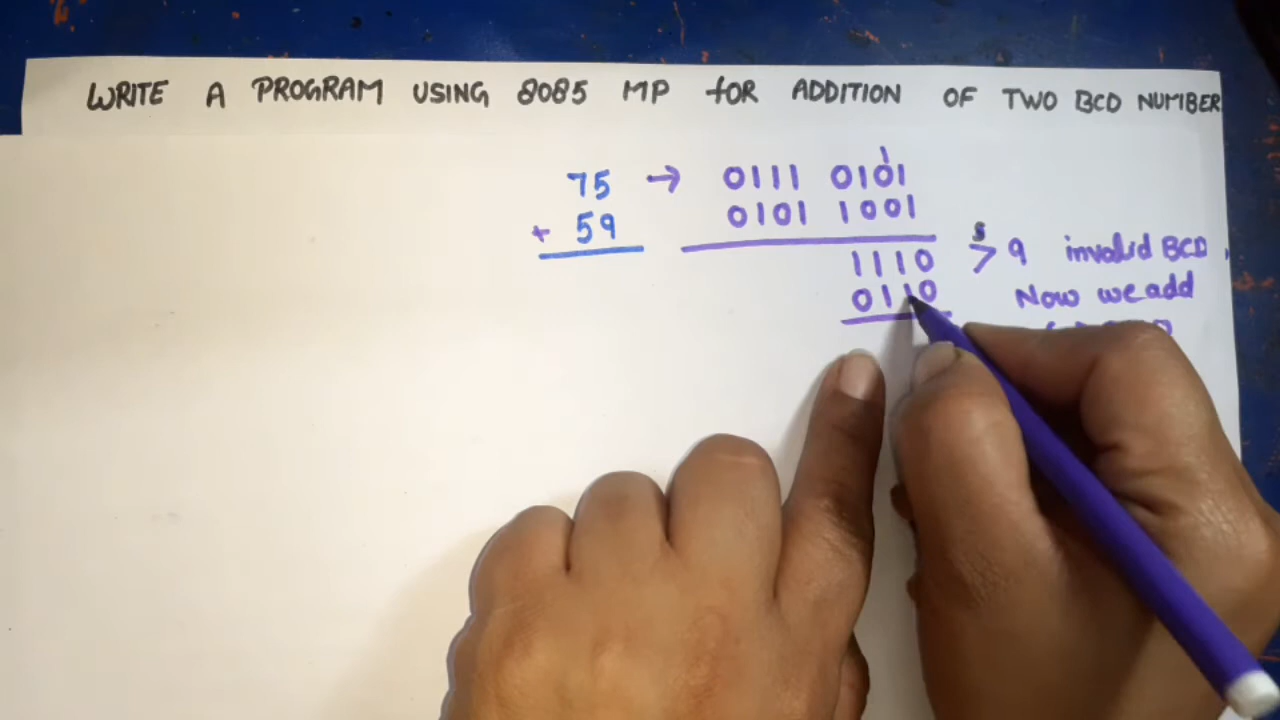 WRITE A PROGRAM USING 8085 MP FOR ADDITION OF TWO BCD NUMBER
1
75 → 0111 0101
+ 59 0101 1001
1110 > 9 invalid BCD
0110 Now we add